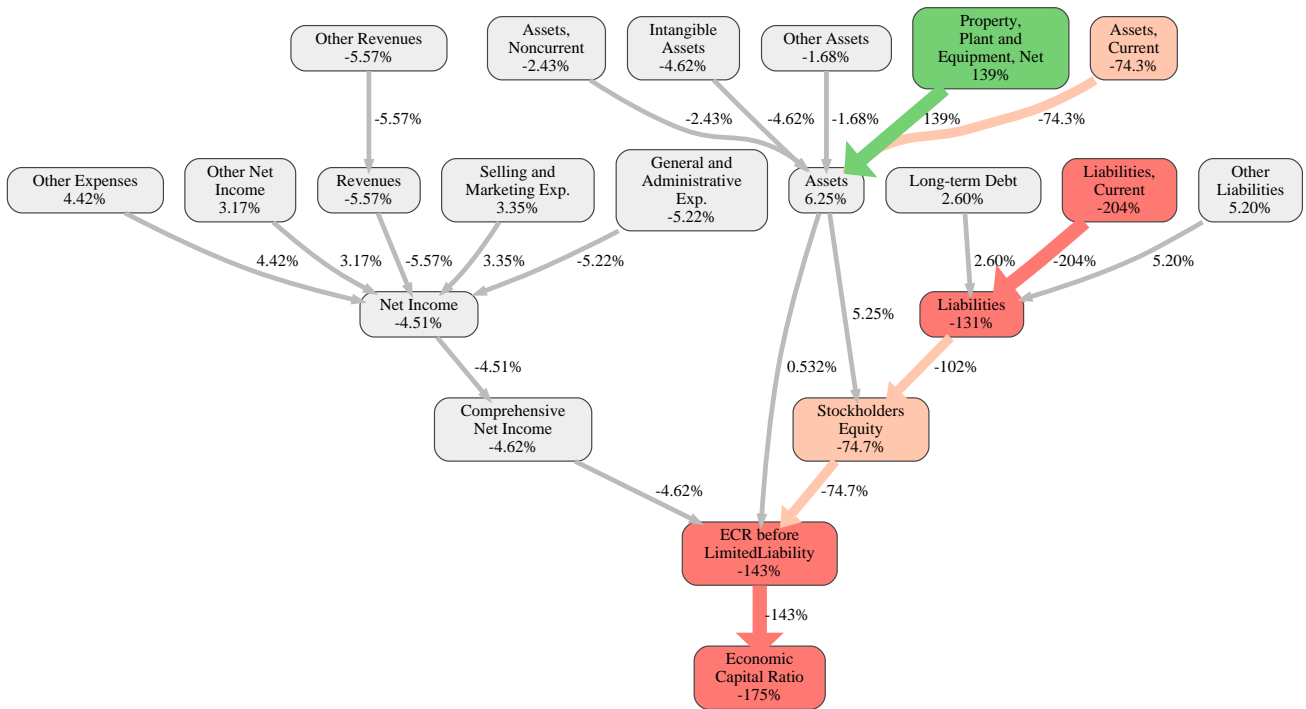 Other Revenues
-5.57%
Assets,
Noncurrent
-2.43%
Intangible
Assets
-4.62%
Other Assets
-1.68%
Property,
Plant and
Equipment, Net
139%
Assets,
Current
-74.3%
-5.57%
-2.43%
-4.62%
-1.68%
139%
-74.3%
Other Expenses
4.42%
Other Net
Income
3.17%
Revenues
-5.57%
Selling and
Marketing Exp.
3.35%
General and
Administrative
Exp.
-5.22%
Assets
6.25%
Long-term Debt
2.60%
Liabilities,
Current
-204%
Other
Liabilities
5.20%
4.42%
3.17%
-5.57%
3.35%
-5.22%
2.60%
-204%
5.20%
Net Income
-4.51%
Liabilities
-131%
5.25%
-4.51%
0.532%
-102%
Comprehensive
Net Income
-4.62%
Stockholders
Equity
-74.7%
-4.62%
-74.7%
ECR before
LimitedLiability
-143%
-143%
Economic
Capital Ratio
-175%